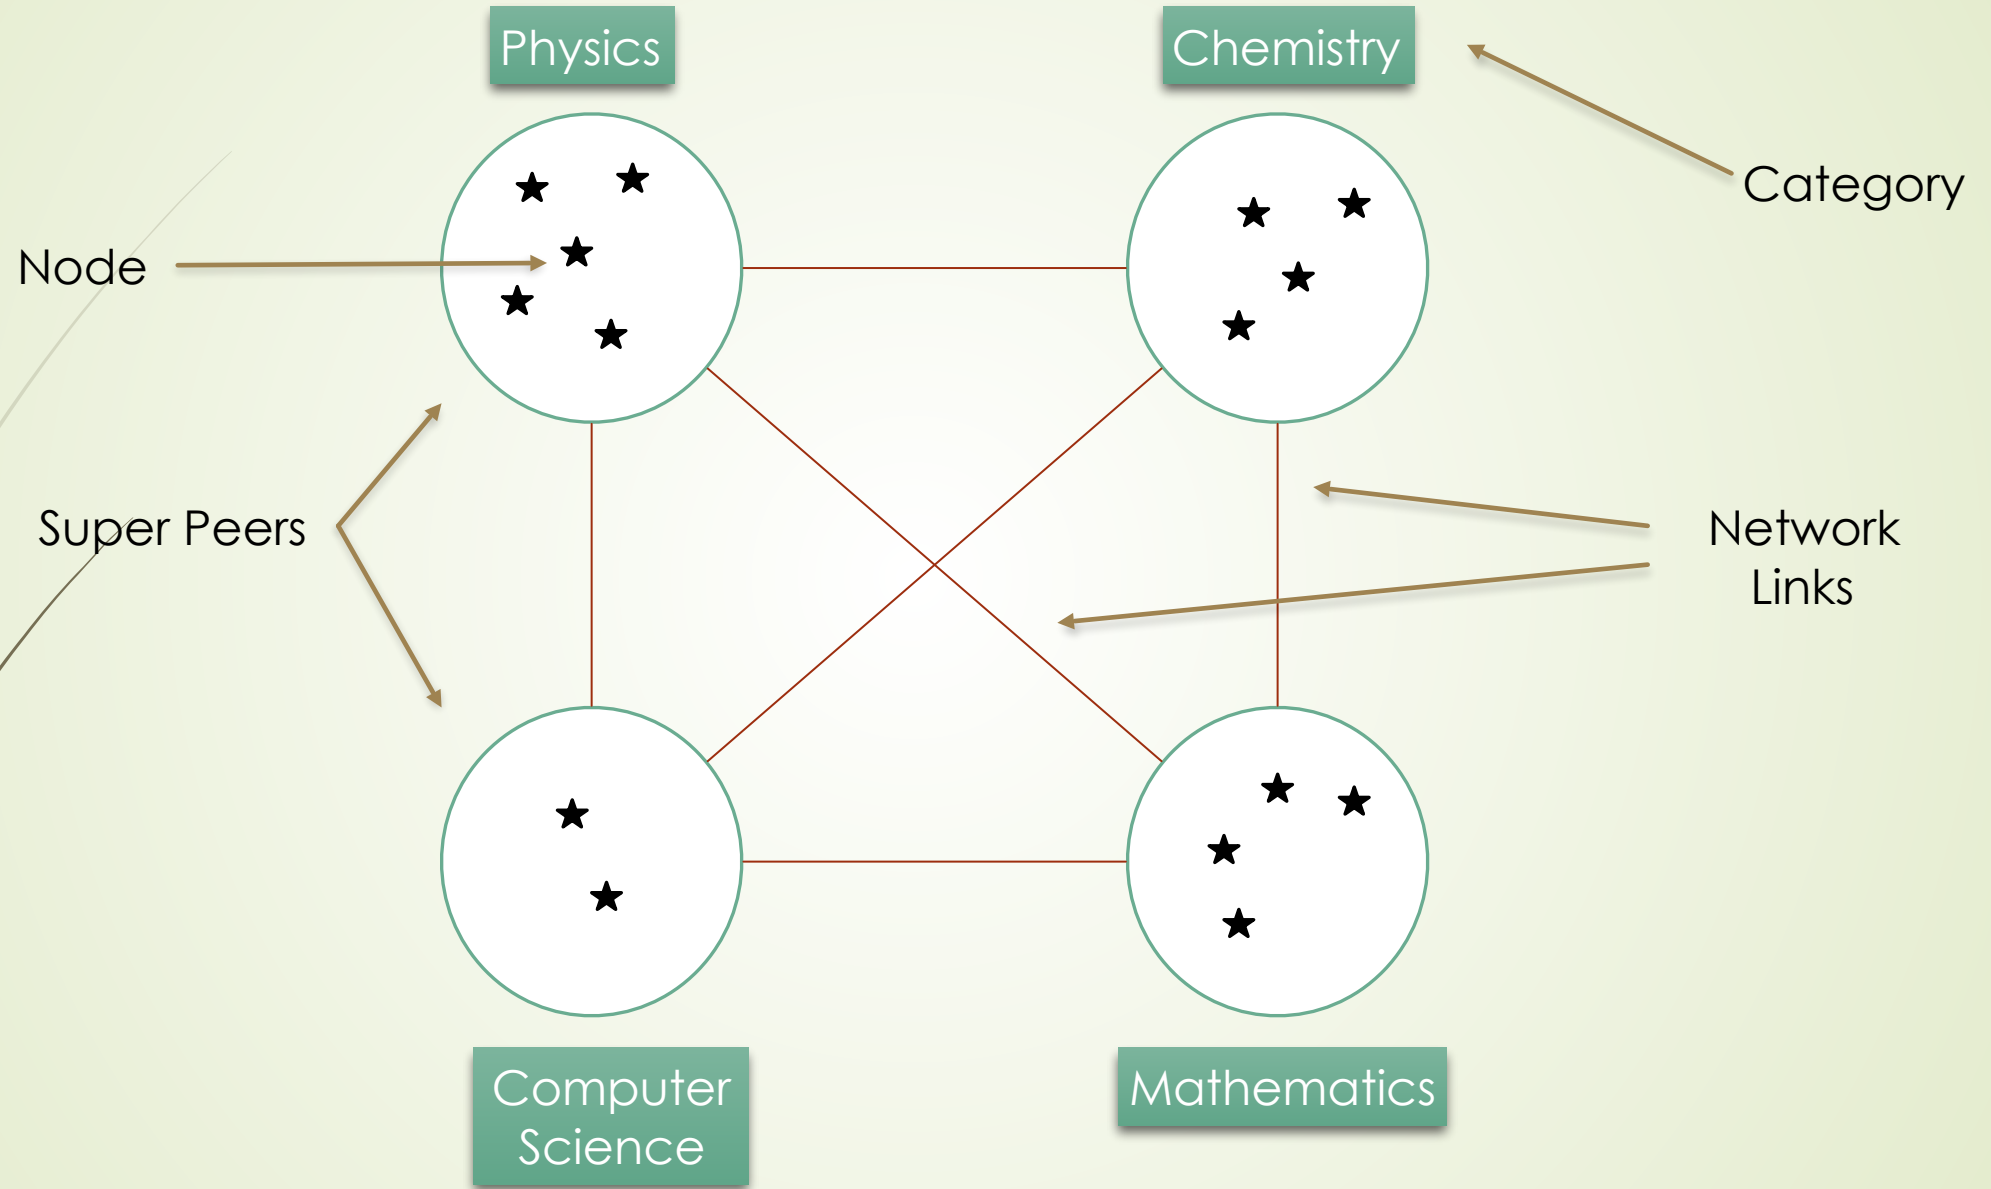 Physics
Chemistry
Category
Node
Super Peers
Network
Links
Computer
Science
Mathematics